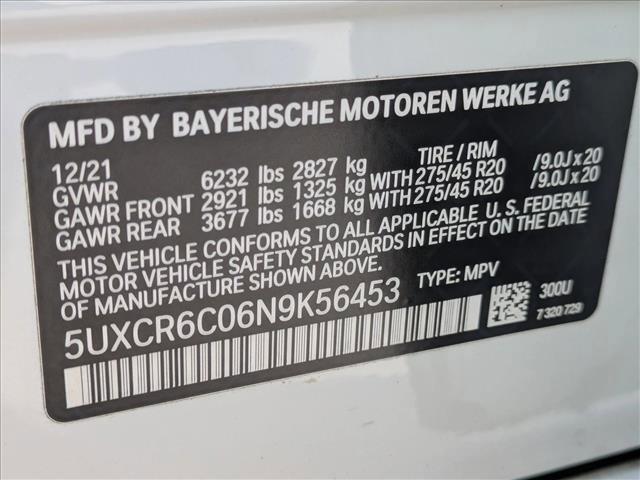 MFD BY BAYERISCHE MOTOREN WERKE AG
12/21 TIRE / RIM
GVWR 6232 lbs 2827 kg
GAWR FRONT 2921 lbs 1325 kg WITH 275/45 R20 /9.0J x 20
GAWR REAR 3677 lbs 1668 kg WITH 275/45 R20 /9.0J x 20
THIS VEHICLE CONFORMS TO ALL APPLICABLE U. S. FEDERAL
MOTOR VEHICLE SAFETY STANDARDS IN EFFECT ON THE DATE
OF MANUFACTURE SHOWN ABOVE.
5UXCR6C06N9K56453 TYPE: MPV
300U
7 320 729